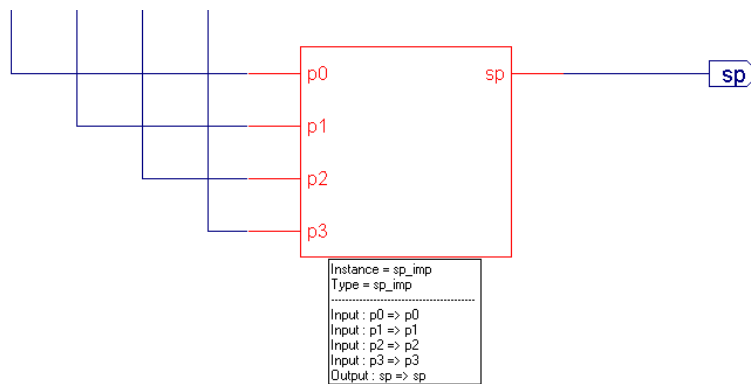 p0
sp
sp
p1
p2
p3
Instance = sp_imp
Type = sp_imp
Input : p0 => p0
Input : p1 => p1
Input : p2 => p2
Input : p3 => p3
Output : sp => sp